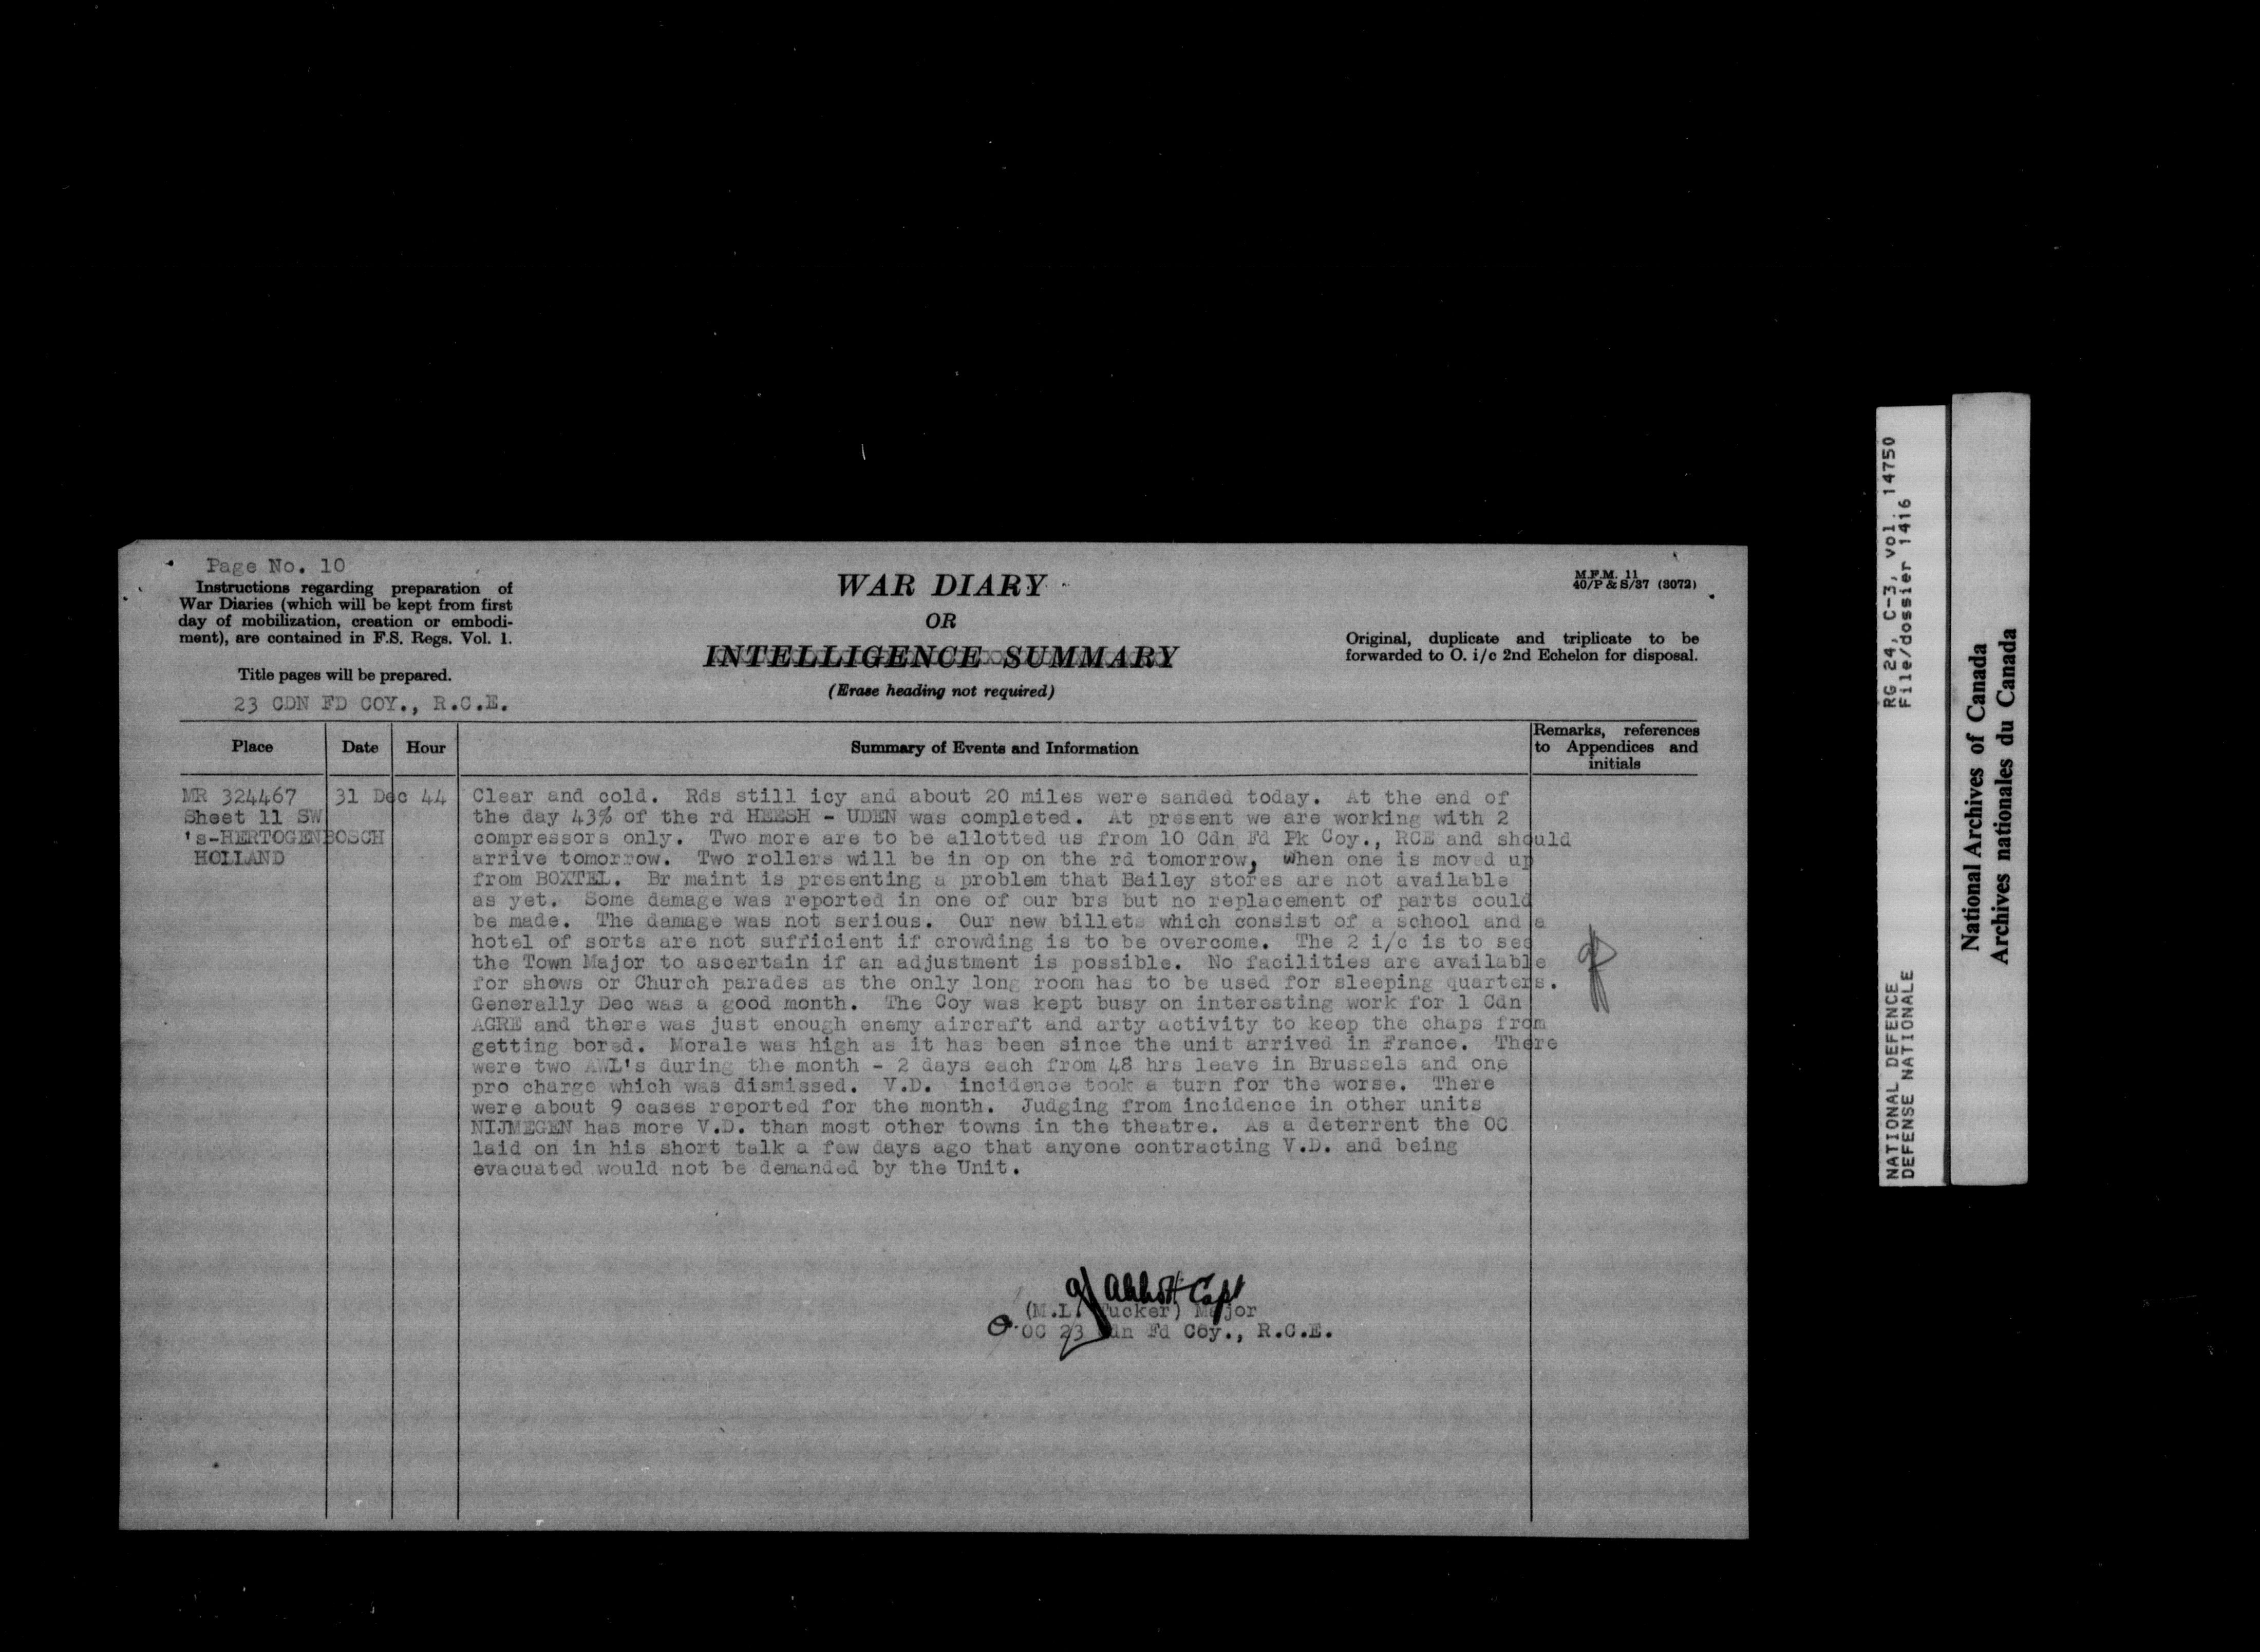 Page No. 10
Instructions regarding preparation of
War Diaries (which will be kept from first
day of mobilization, creation or embodi-
ment), are contained in F.S. Regs. Vol. 1.
Title pages will be prepared.
23 CDN FD COY., R.C.E.
WAR DIARY
OR
INTELLIGENCE SUMMARY
(Erase heading not required)
M.F.M. 11
40/P & S/37 (3072)
Original, duplicate and triplicate to be
forwarded to O. i/c 2nd Echelon for disposal.
Place
Date
Hour
Summary of Events and Information
Remarks, references
to Appendices and
initials
MR 324467
Sheet 11 SW
's-HERTOGENBOSCH
HOLLAND
31 Dec 44
Clear and cold. Rds still icy and about 20 miles were sanded today. At the end of
the day 43% of the rd HEESH - UDEN was completed. At present we are working with 2
compressors only. Two more are to be allotted us from 10 Cdn Fd Pk Coy., RCE and should
arrive tomorrow. Two rollers will be in op on the rd tomorrow, when one is moved up
from BOXTEL. Br maint is presenting a problem that Bailey stores are not available
as yet. Some damage was reported in one of our brs but no replacement of parts could
be made. The damage was not serious. Our new billets which consist of a school and a
hotel of sorts are not sufficient if crowding is to be overcome. The 2 i/c is to see
the Town Major to ascertain if an adjustment is possible. No facilities are available
for shows or Church parades as the only long room has to be used for sleeping quarters.
Generally Dec was a good month. The Coy was kept busy on interesting work for 1 Cdn
AGRE and there was just enough enemy aircraft and arty activity to keep the chaps from
getting bored. Morale was high as it has been since the unit arrived in France. There
were two AWL's during the month - 2 days each from 48 hrs leave in Brussels and one
pro charge which was dismissed. V.D. incidence took a turn for the worse. There
were about 9 cases reported for the month. Judging from incidence in other units
NIJMEGEN has more V.D. than most other towns in the theatre. As a deterrent the OC
laid on in his short talk a few days ago that anyone contracting V.D. and being
evacuated would not be demanded by the Unit.
Abbott Capt
(M.L. Tucker) Major
OC 23 Cdn Fd Coy., R.C.E.
RG 24, C-3, vol. 14750
File/dossier 1416
NATIONAL DEFENCE
DEFENSE NATIONALE
National Archives of Canada
Archives nationales du Canada